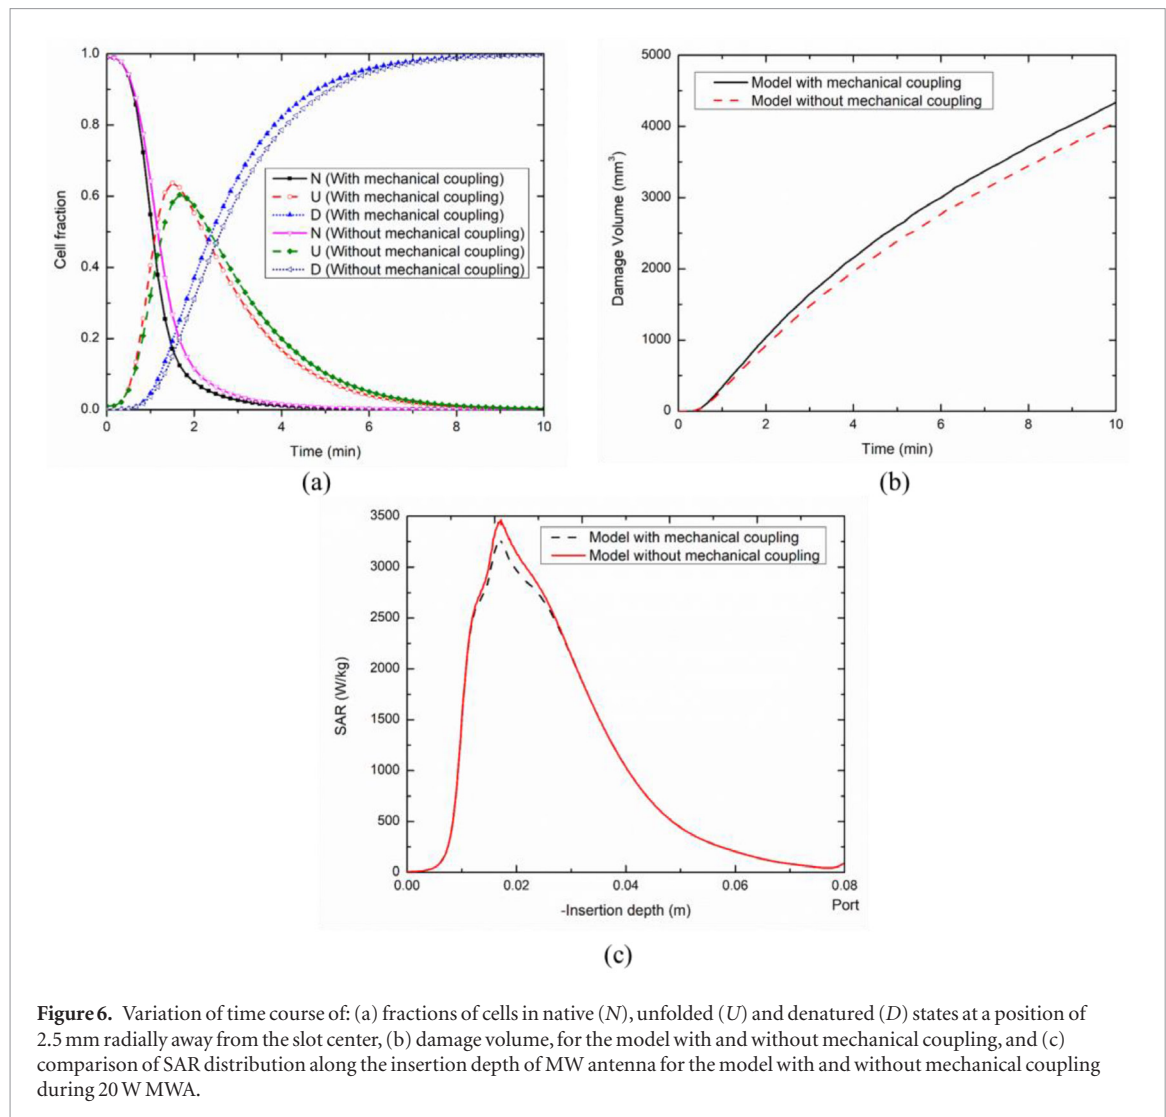 1.0
0.8
0.6
0.4
0.2
0.0
Cell fraction
N (With mechanical coupling)
U (With mechanical coupling)
D (With mechanical coupling)
N (Without mechanical coupling)
U (Without mechanical coupling)
D (Without mechanical coupling)
0 2 4 6 8 10
Time (min)
(a)
5000
4000
3000
2000
1000
0
Damage Volume (mm³)
Model with mechanical coupling
Model without mechanical coupling
0 2 4 6 8 10
Time (min)
(b)
3500
3000
2500
2000
1500
1000
500
0
SAR (W/kg)
Model with mechanical coupling
Model without mechanical coupling
0.00 0.02 0.04 0.06 0.08
-Insertion depth (m)
Port
(c)
Figure 6. Variation of time course of: (a) fractions of cells in native (N), unfolded (U) and denatured (D) states at a position of
2.5 mm radially away from the slot center, (b) damage volume, for the model with and without mechanical coupling, and (c)
comparison of SAR distribution along the insertion depth of MW antenna for the model with and without mechanical coupling
during 20 W MWA.